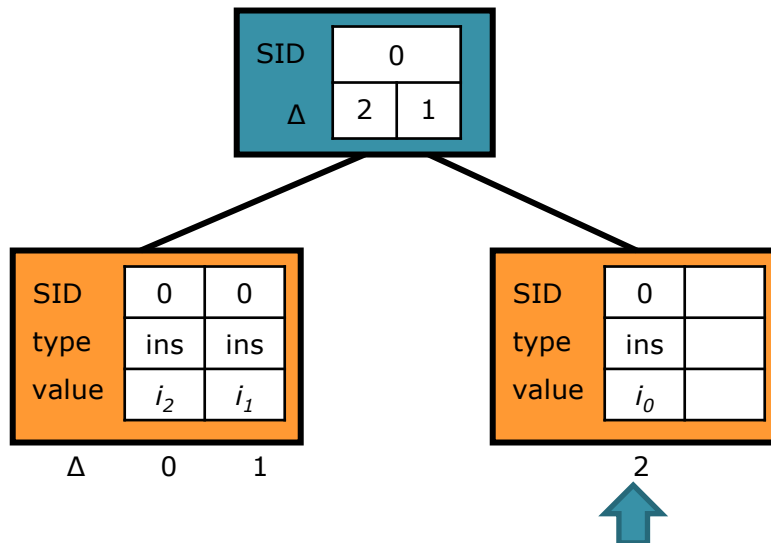 SID 0
Δ 2 1
SID 0 0
type ins ins
value i₂ i₁
Δ 0 1
SID 0
type ins
value i₀
2